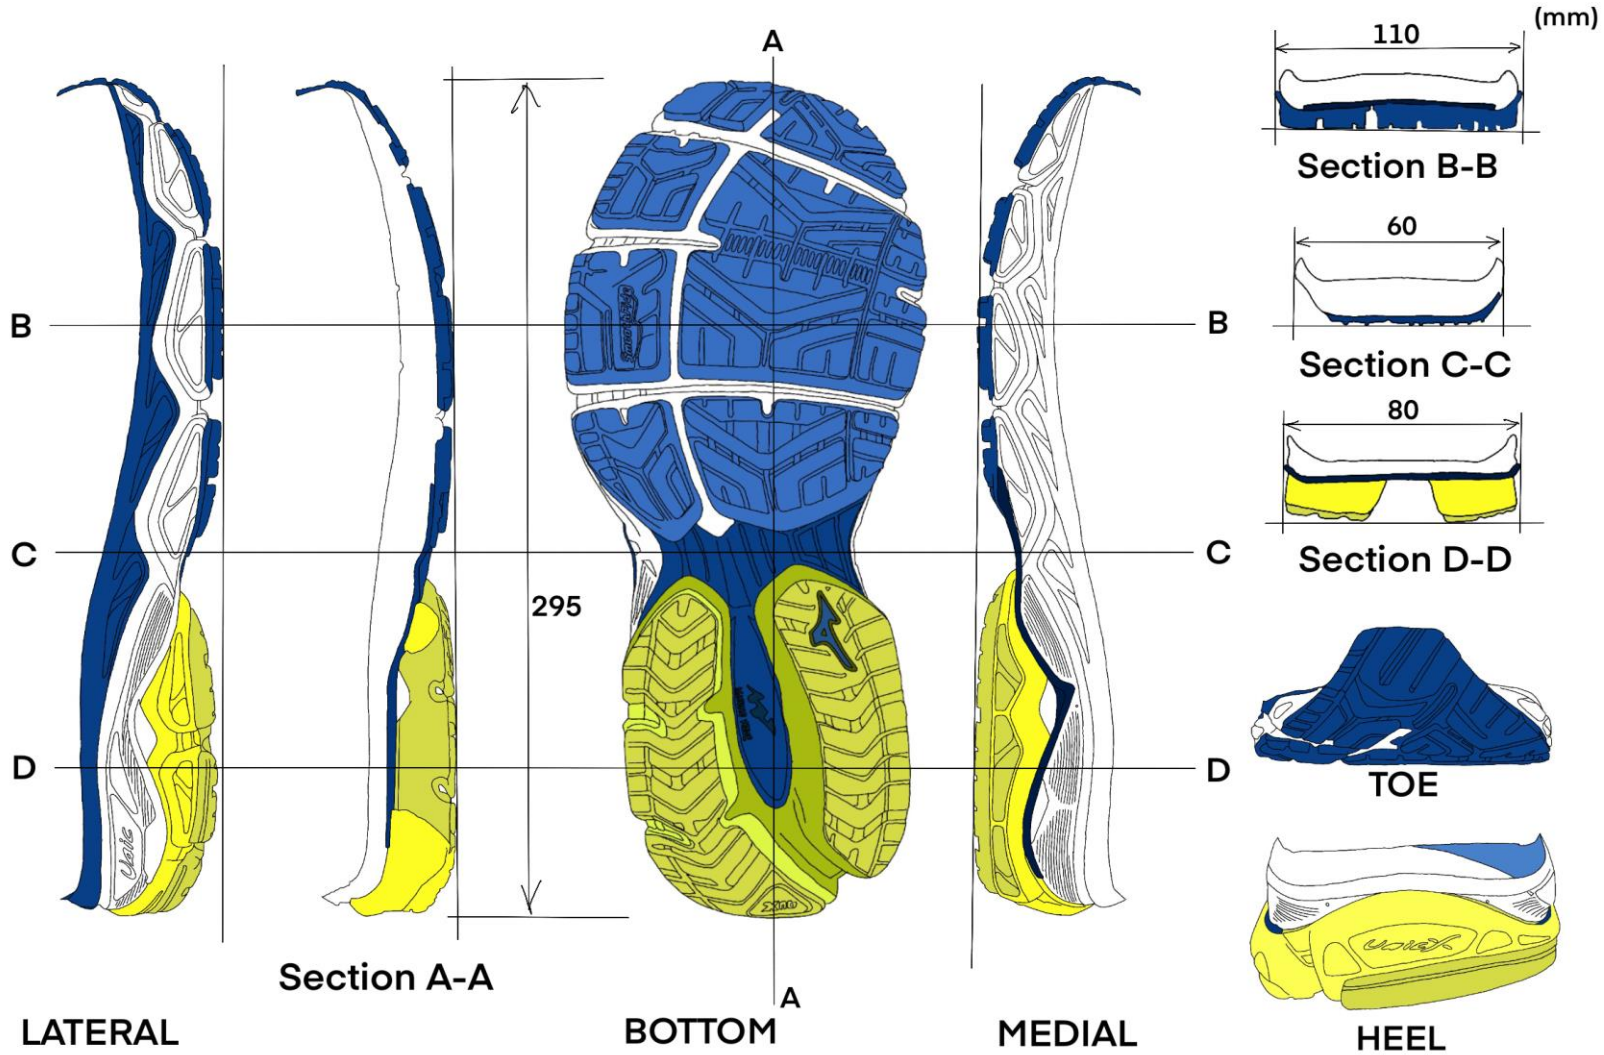 (mm)
A
110
Section B-B
60
B
B
Section C-C
80
C
C
Section D-D
295
D
D
TOE
Section A-A
A
LATERAL
BOTTOM
MEDIAL
HEEL